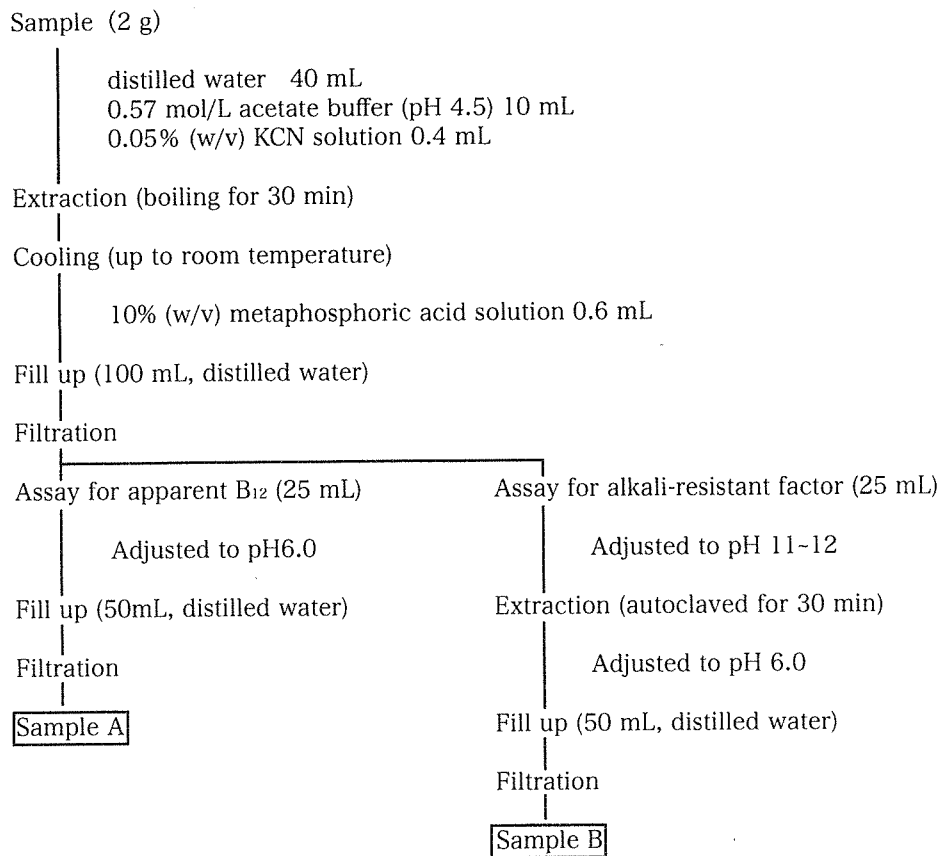 Sample (2 g)
distilled water 40 mL
0.57 mol/L acetate buffer (pH 4.5) 10 mL
0.05% (w/v) KCN solution 0.4 mL
Extraction (boiling for 30 min)
Cooling (up to room temperature)
10% (w/v) metaphosphoric acid solution 0.6 mL
Fill up (100 mL, distilled water)
Filtration
Assay for apparent B₁₂ (25 mL)
Adjusted to pH6.0
Fill up (50mL, distilled water)
Filtration
Sample A
Assay for alkali-resistant factor (25 mL)
Adjusted to pH 11~12
Extraction (autoclaved for 30 min)
Adjusted to pH 6.0
Fill up (50 mL, distilled water)
Filtration
Sample B